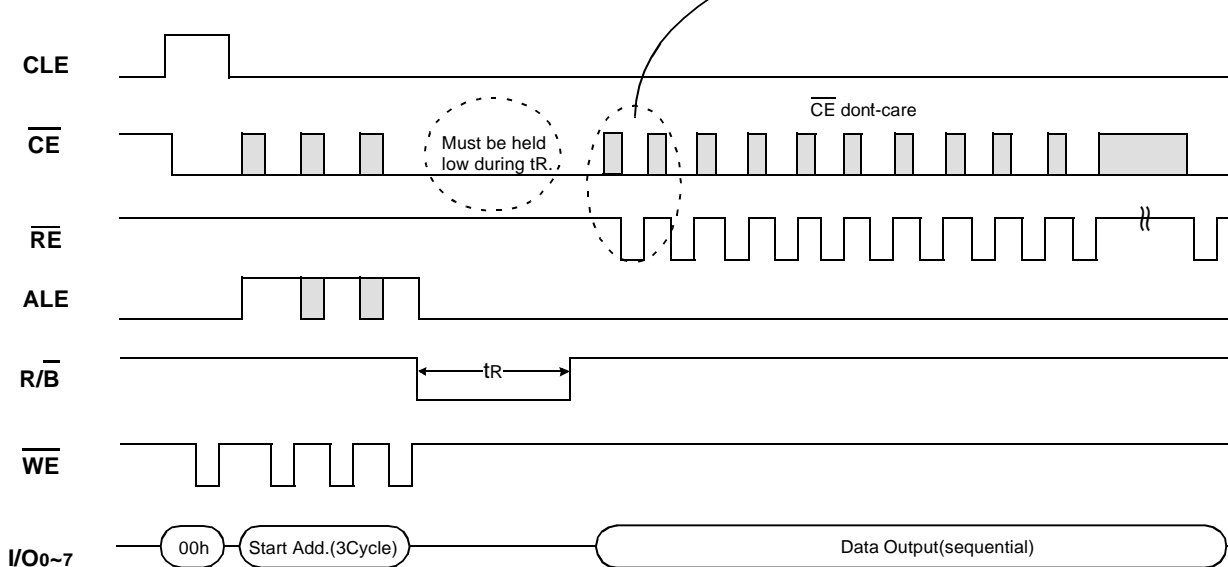 CLE
CE dont-care
CE
Must be held
low during tR.
RE
ALE
R/B
tR
WE
I/O0~7
00h
Start Add.(3Cycle)
Data Output(sequential)